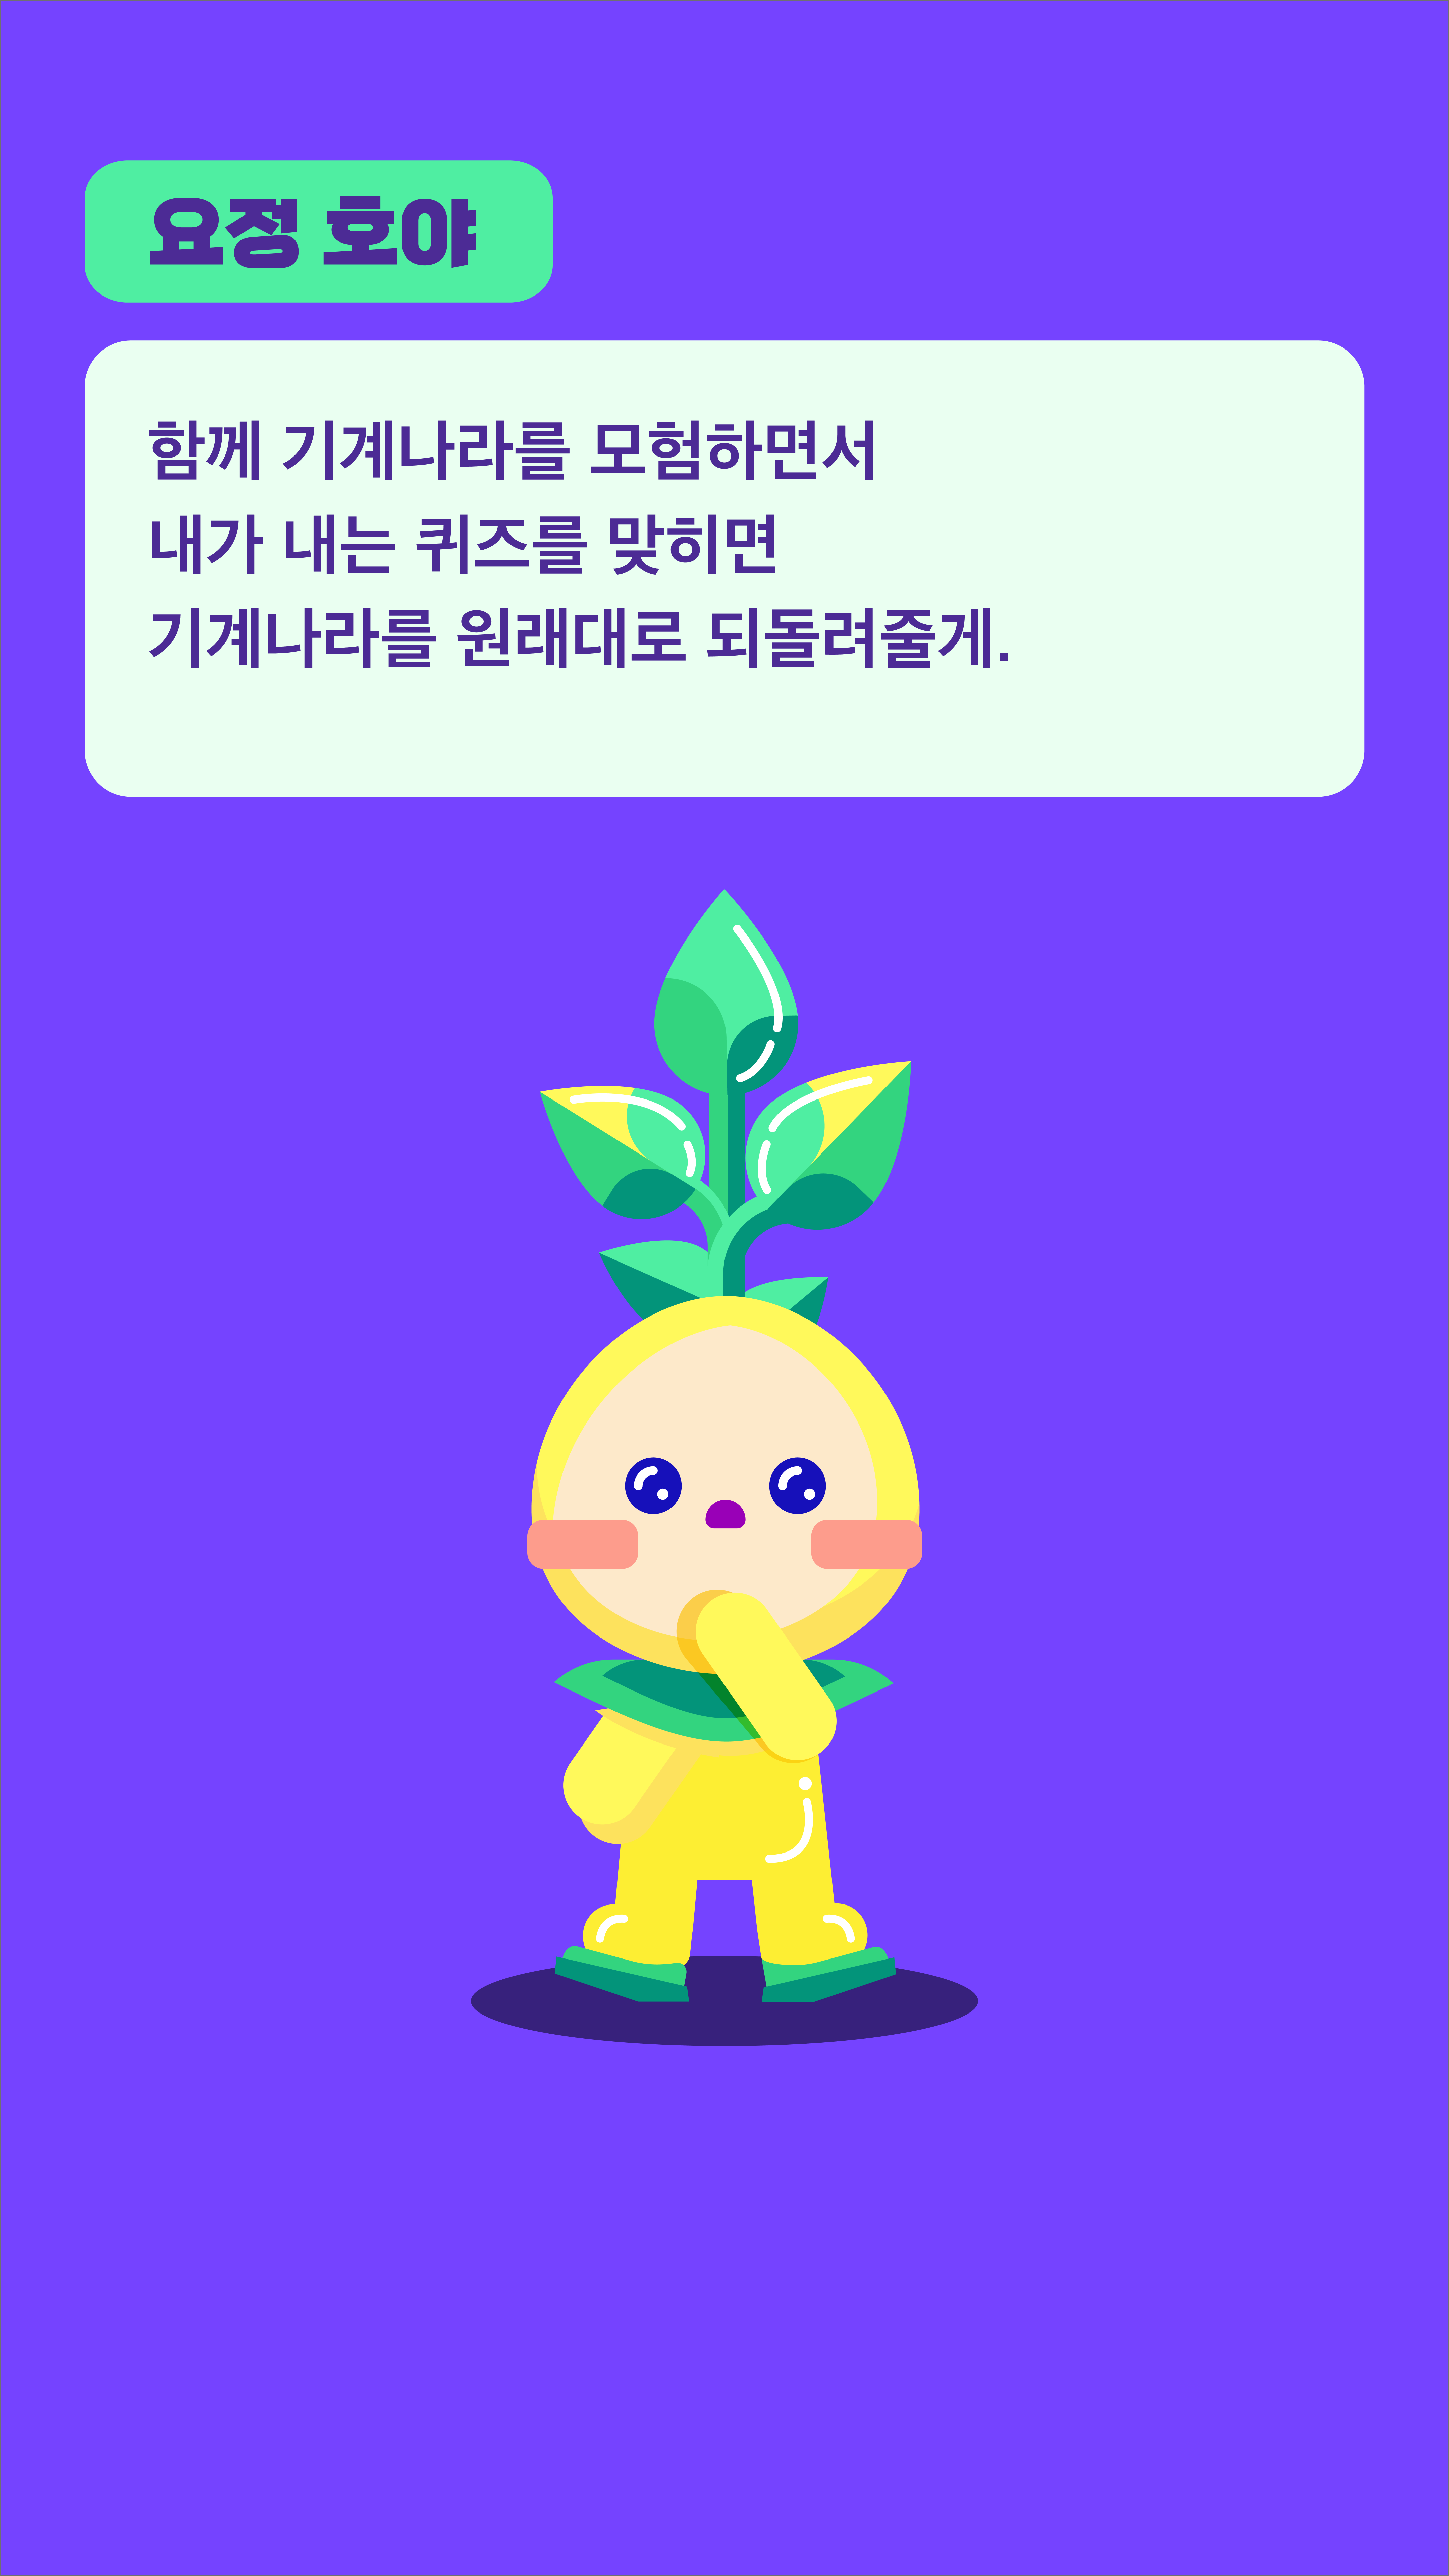 요정 호야
함께 기계나라를 모험하면서
내가 내는 퀴즈를 맞히면
기계나라를 원래대로 되돌려줄게.